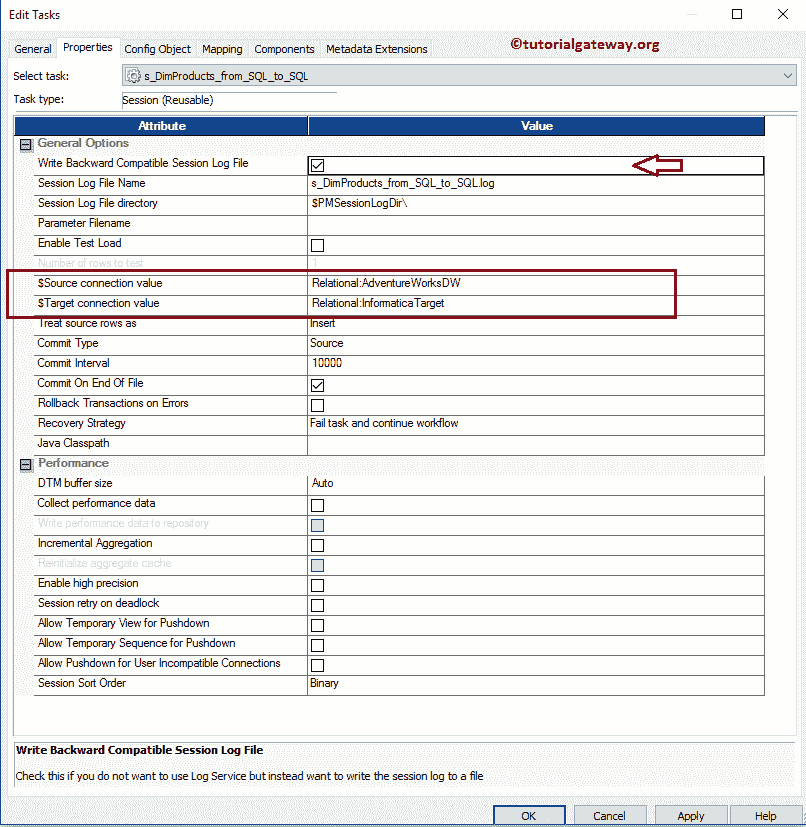 Edit Tasks
General Properties Config Object Mapping Components Metadata Extensions ©tutorialgateway.org
Select task: s_DimProducts_from_SQL_to_SQL
Task type: Session (Reusable)
Attribute Value
General Options
Write Backward Compatible Session Log File
Session Log File Name s_DimProducts_from_SQL_to_SQL.log
Session Log File directory $PMSessionLogDir\
Parameter Filename
Enable Test Load
Number of rows to test 1
$Source connection value Relational:AdventureWorksDW
$Target connection value Relational:InformaticaTarget
Treat source rows as Insert
Commit Type Source
Commit Interval 10000
Commit On End Of File
Rollback Transactions on Errors
Recovery Strategy Fail task and continue workflow
Java Classpath
Performance
DTM buffer size Auto
Collect performance data
Write performance data to repository
Incremental Aggregation
Reinitialize aggregate cache
Enable high precision
Session retry on deadlock
Allow Temporary View for Pushdown
Allow Temporary Sequence for Pushdown
Allow Pushdown for User Incompatible Connections
Session Sort Order Binary
Write Backward Compatible Session Log File
Check this if you do not want to use Log Service but instead want to write the session log to a file
OK Cancel Apply Help